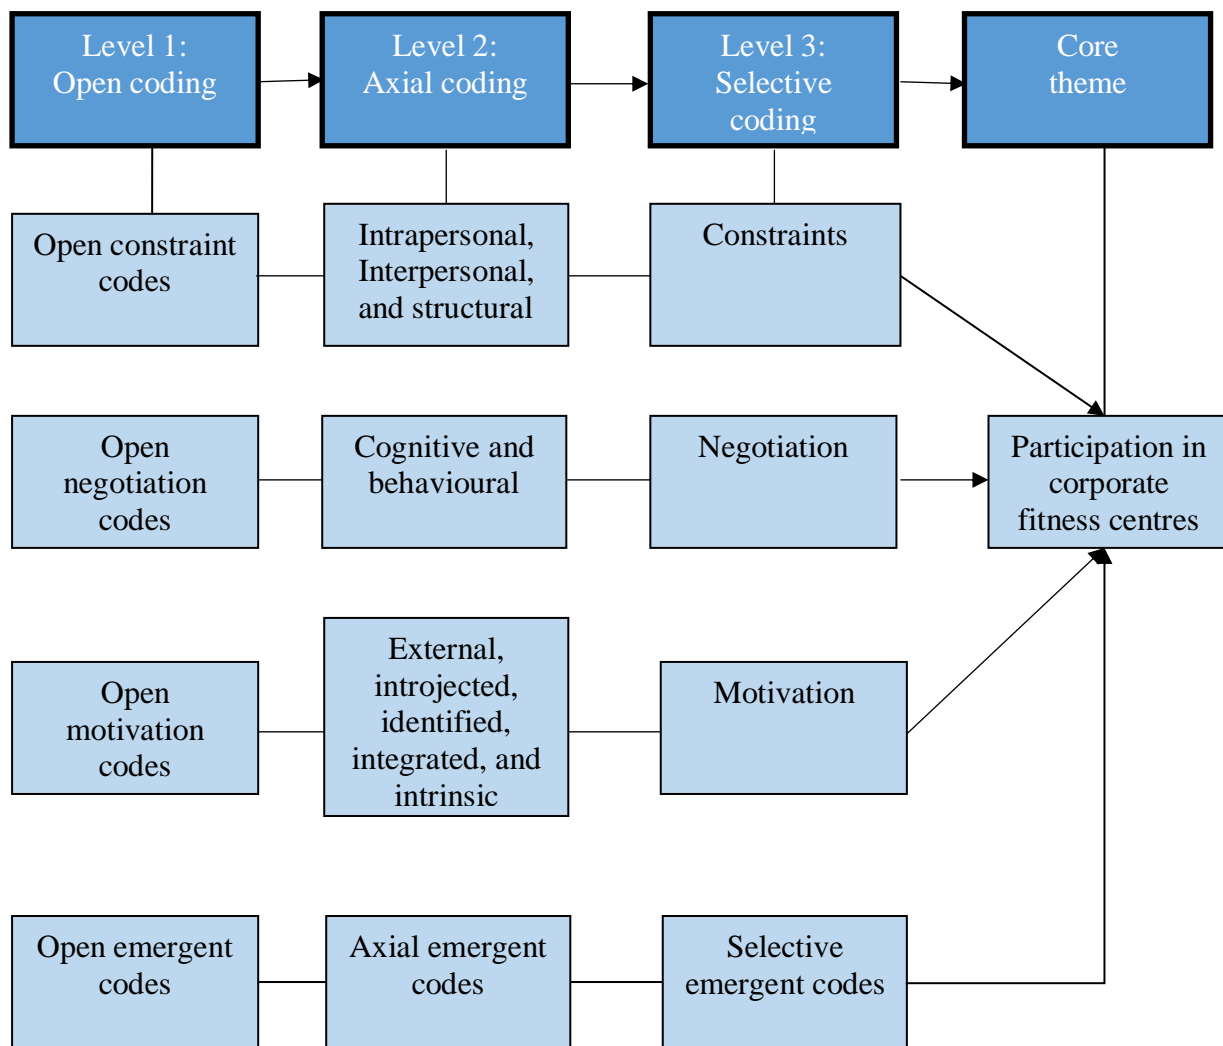 Level 1:
Open coding
Level 2:
Axial coding
Level 3:
Selective
coding
Core
theme
Open constraint
codes
Intrapersonal,
Interpersonal,
and structural
Constraints
Open
negotiation
codes
Cognitive and
behavioural
Negotiation
Participation in
corporate
fitness centres
Open
motivation
codes
External,
introjected,
identified,
integrated, and
intrinsic
Motivation
Open emergent
codes
Axial emergent
codes
Selective
emergent codes